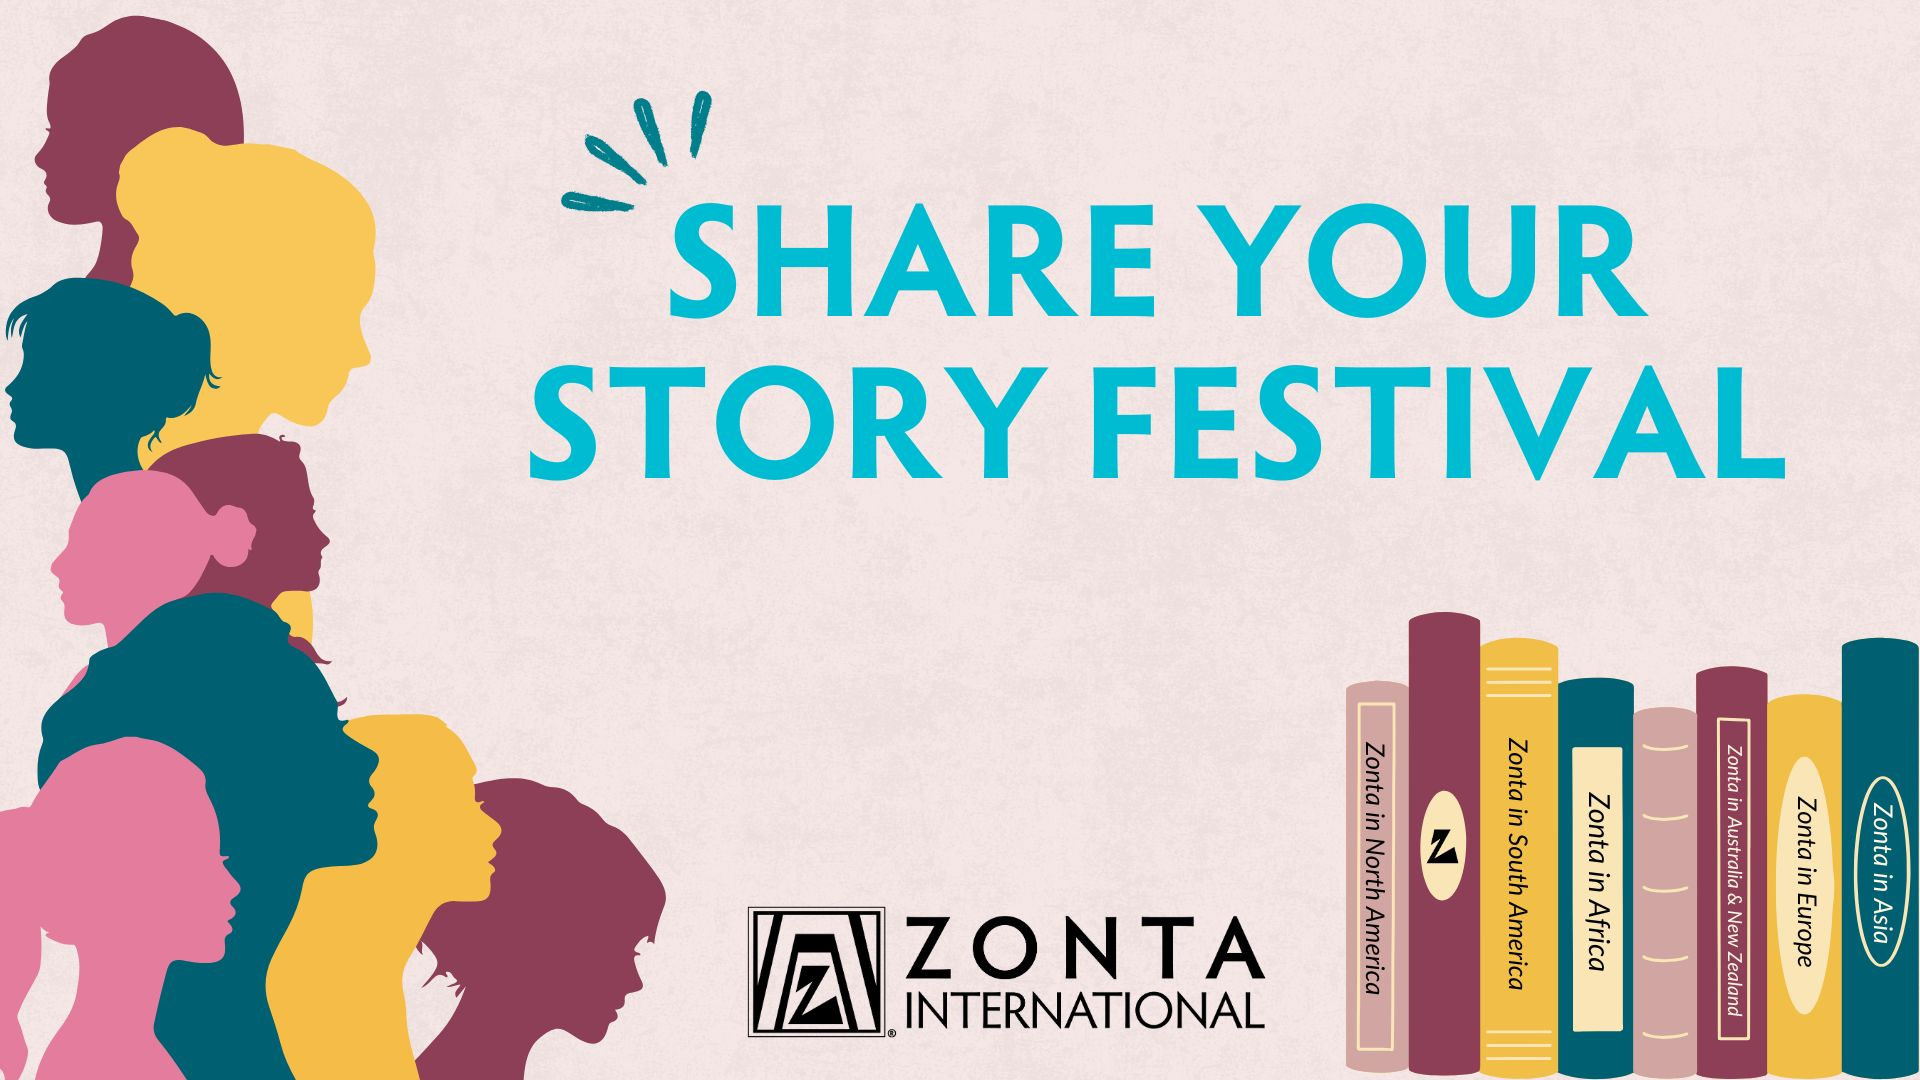 SHARE YOUR
STORY FESTIVAL
ZONTA
INTERNATIONAL
®
Zonta in North America
Z
Zonta in South America
Zonta in Africa
Zonta in Australia & New Zealand
Zonta in Europe
Zonta in Asia